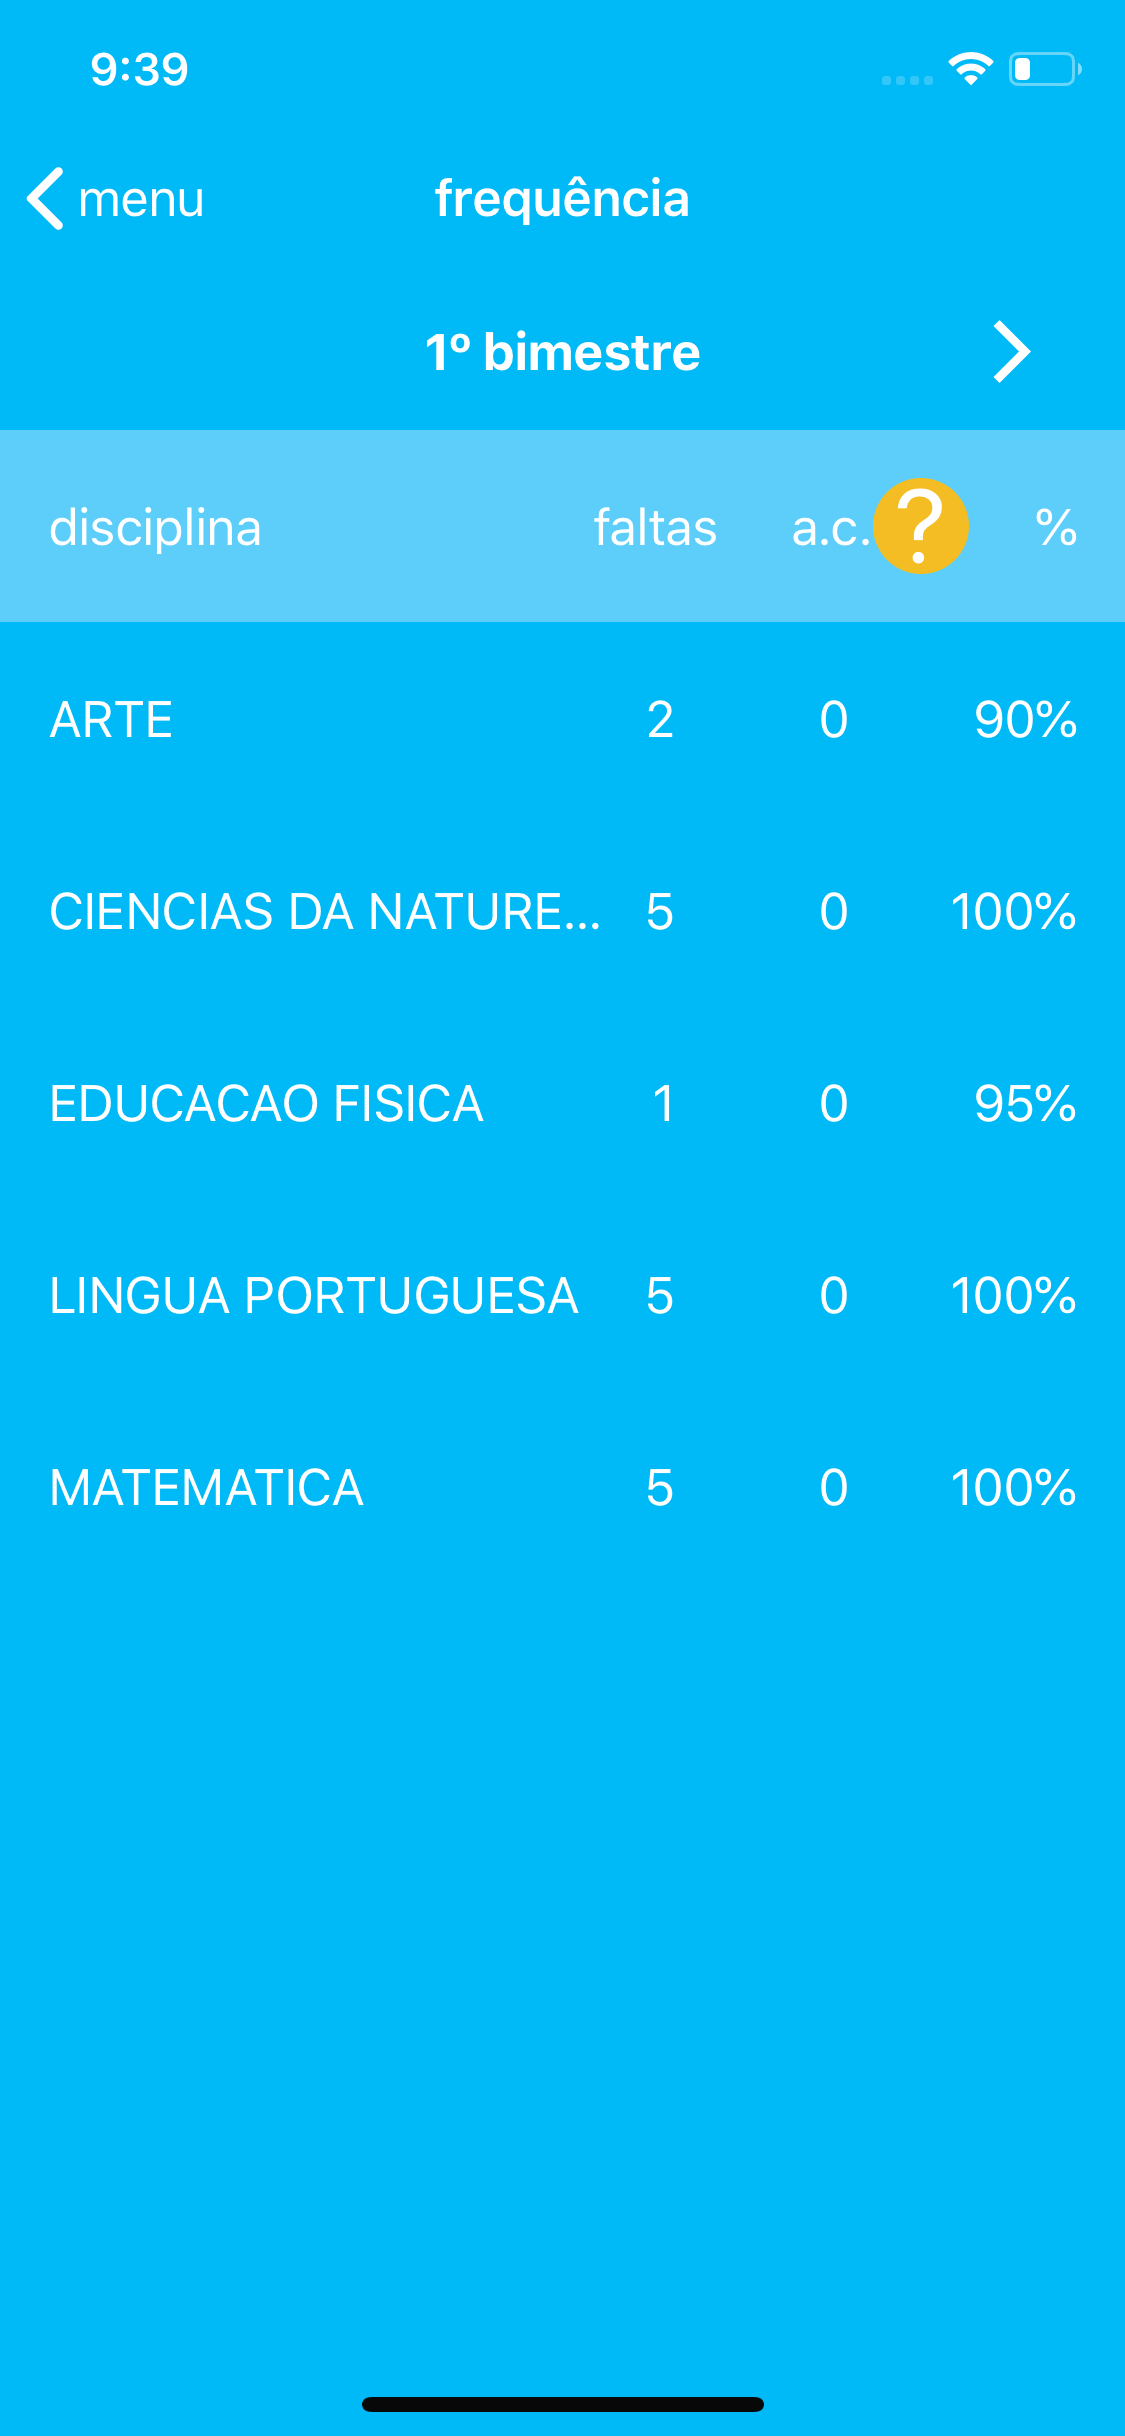 9:39
menu
frequência
1º bimestre
disciplina faltas a.c. ? %
ARTE 2 0 90%
CIENCIAS DA NATURE... 5 0 100%
EDUCACAO FISICA 1 0 95%
LINGUA PORTUGUESA 5 0 100%
MATEMATICA 5 0 100%